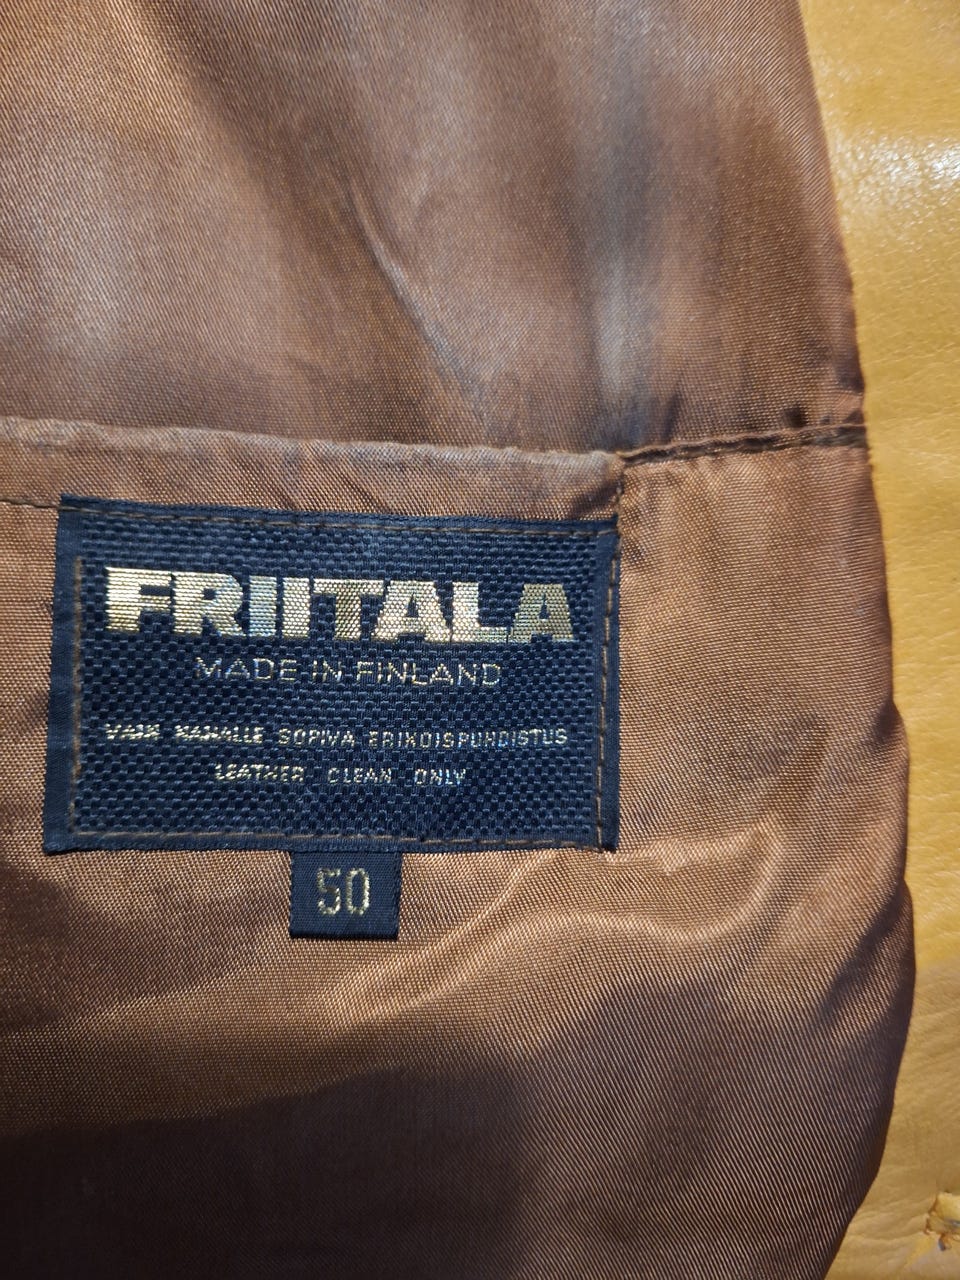 FRIITALA
MADE IN FINLAND
VAIN NAHALLE SOPIVA ERIKOISPUHDISTUS
LEATHER CLEAN ONLY
50